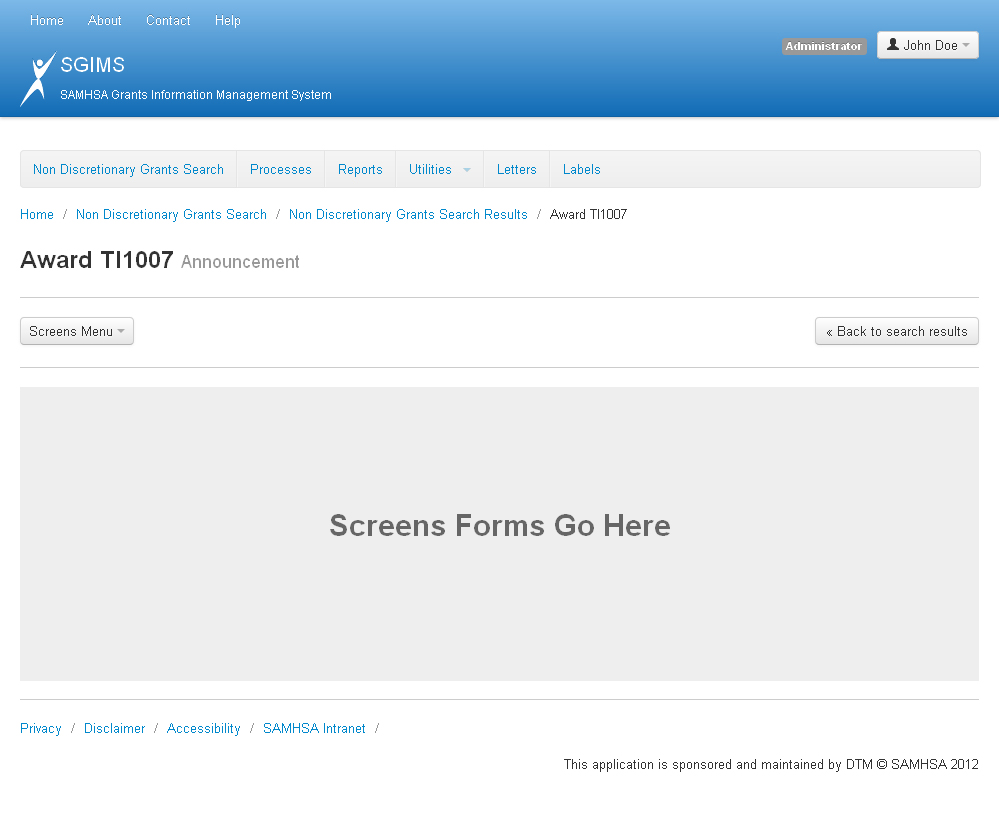 Home About Contact Help
Administrator John Doe
SGIMS
SAMHSA Grants Information Management System
Non Discretionary Grants Search Processes Reports Utilities Letters Labels
Home / Non Discretionary Grants Search / Non Discretionary Grants Search Results / Award TI1007
Award TI1007 Announcement
Screens Menu « Back to search results
Screens Forms Go Here
Privacy / Disclaimer / Accessibility / SAMHSA Intranet /
This application is sponsored and maintained by DTM © SAMHSA 2012